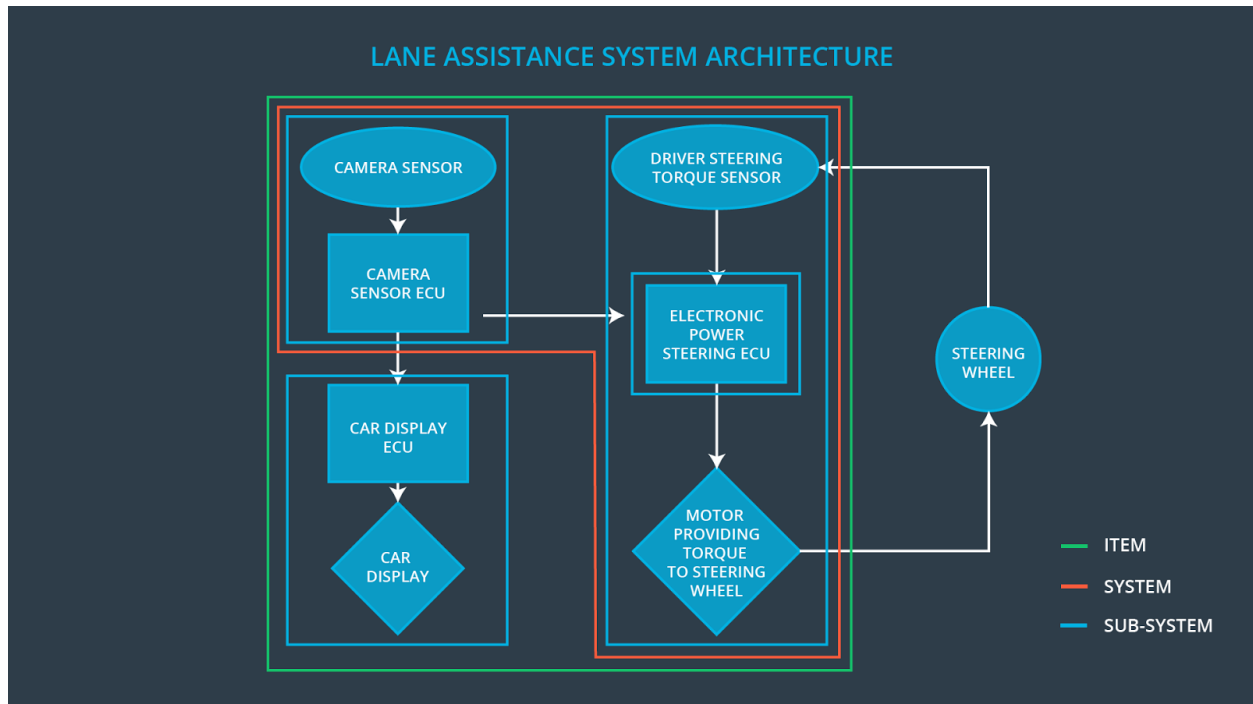 LANE ASSISTANCE SYSTEM ARCHITECTURE
CAMERA SENSOR
CAMERA
SENSOR ECU
CAR DISPLAY
ECU
CAR
DISPLAY
DRIVER STEERING
TORQUE SENSOR
ELECTRONIC
POWER
STEERING ECU
MOTOR
PROVIDING
TORQUE
TO STEERING
WHEEL
STEERING
WHEEL
ITEM
SYSTEM
SUB-SYSTEM